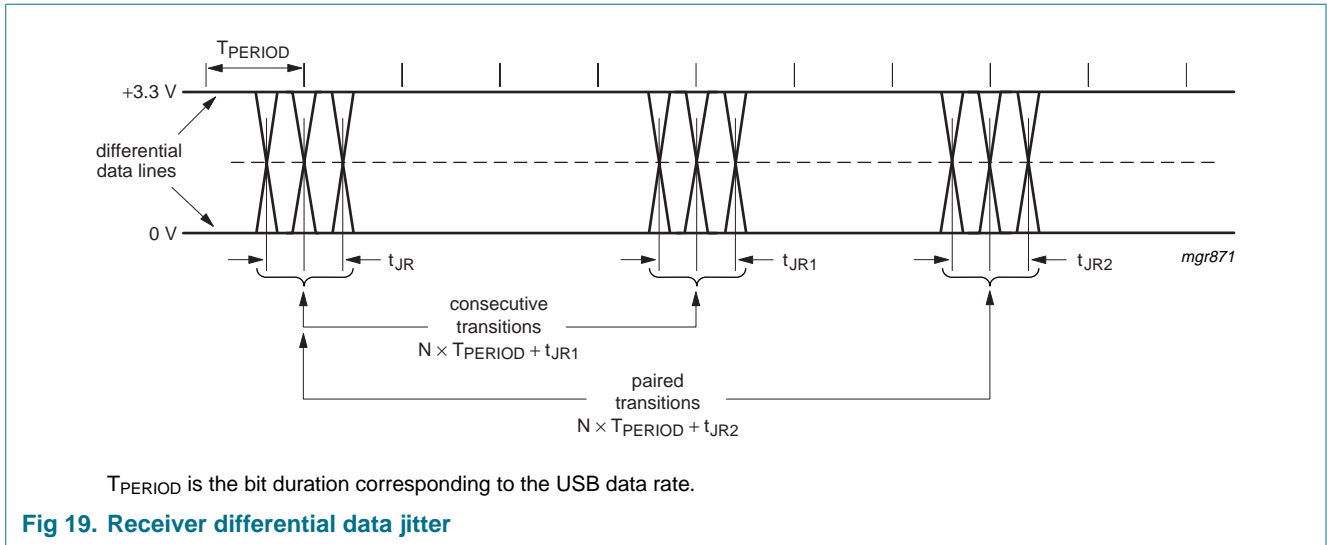 TPERIOD
+3.3 V
differential
data lines
0 V
mgr871
tJR
tJR1
tJR2
consecutive
transitions
N × TPERIOD + tJR1
paired
transitions
N × TPERIOD + tJR2
TPERIOD is the bit duration corresponding to the USB data rate.
Fig 19. Receiver differential data jitter